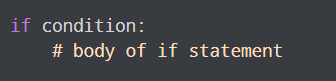 if condition:
    # body of if statement